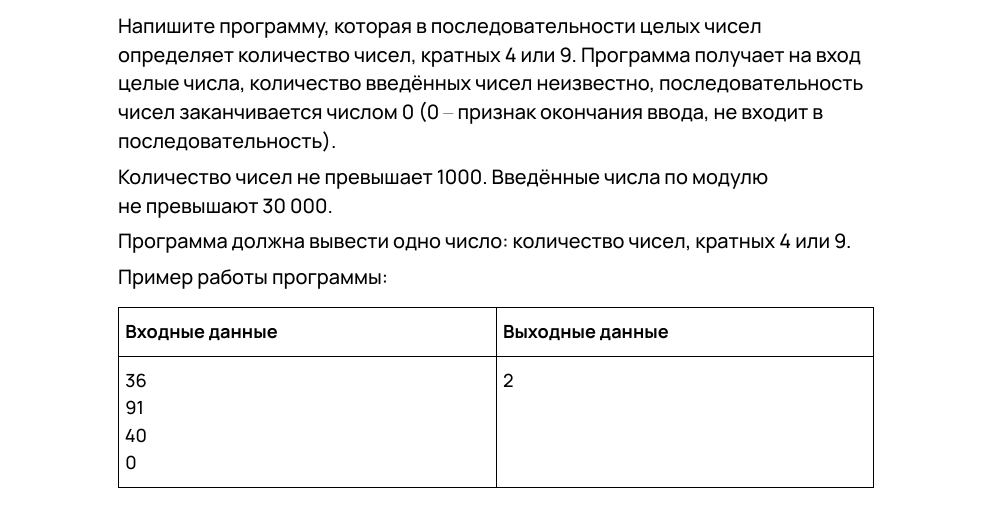 Напишите программу, которая в последовательности целых чисел
определяет количество чисел, кратных 4 или 9. Программа получает на вход
целые числа, количество введённых чисел неизвестно, последовательность
чисел заканчивается числом 0 (0 – признак окончания ввода, не входит в
последовательность).
Количество чисел не превышает 1000. Введённые числа по модулю
не превышают 30 000.
Программа должна вывести одно число: количество чисел, кратных 4 или 9.
Пример работы программы:
Входные данные
Выходные данные
36
2
91
40
0